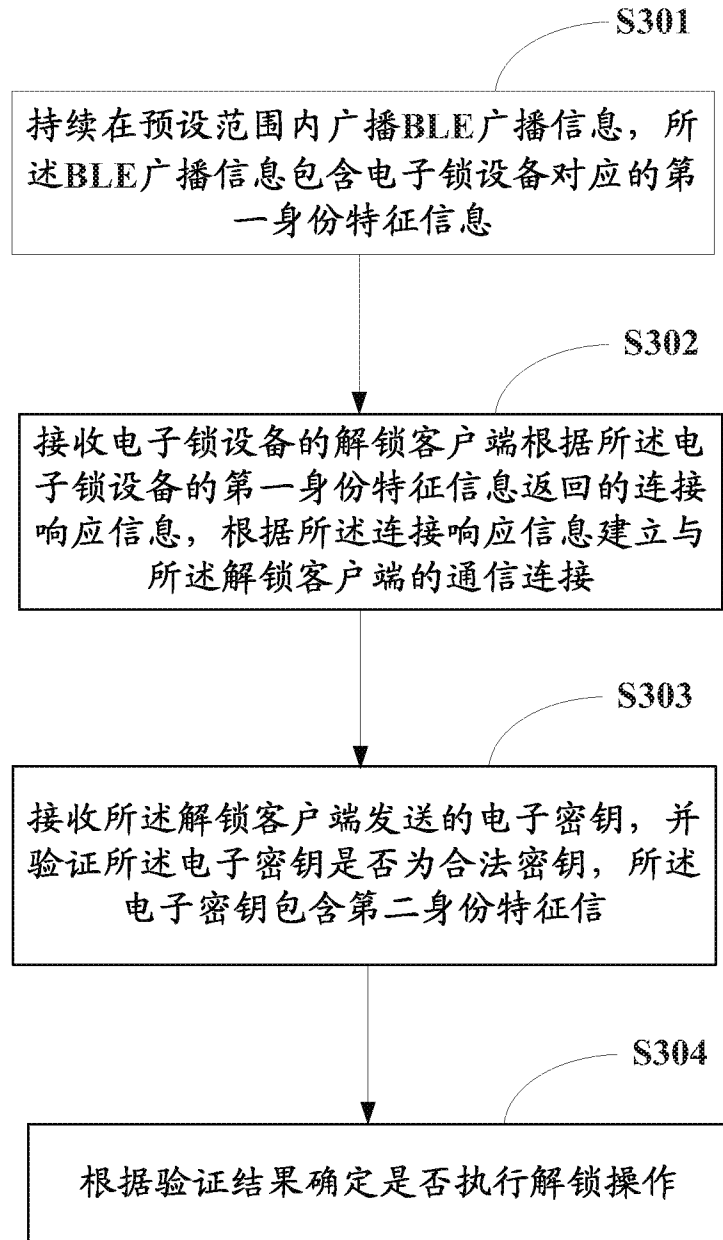 S301
持续在预设范围内广播BLE广播信息，所
述BLE广播信息包含电子锁设备对应的第
一身份特征信息
S302
接收电子锁设备的解锁客户端根据所述电
子锁设备的第一身份特征信息返回的连接
响应信息，根据所述连接响应信息建立与
所述解锁客户端的通信连接
S303
接收所述解锁客户端发送的电子密钥，并
验证所述电子密钥是否为合法密钥，所述
电子密钥包含第二身份特征信
S304
根据验证结果确定是否执行解锁操作